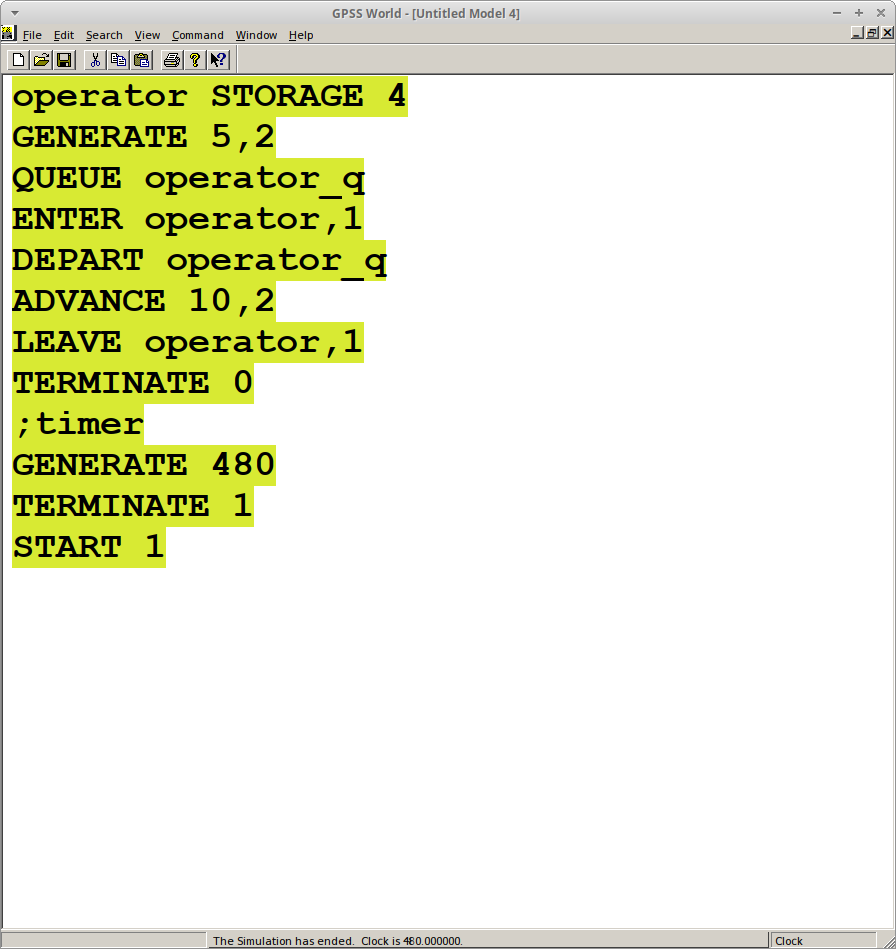 GPSS World - [Untitled Model 4]
File Edit Search View Command Window Help
operator STORAGE 4
GENERATE 5,2
QUEUE operator_q
ENTER operator,1
DEPART operator_q
ADVANCE 10,2
LEAVE operator,1
TERMINATE 0
;timer
GENERATE 480
TERMINATE 1
START 1
The Simulation has ended. Clock is 480.000000. Clock